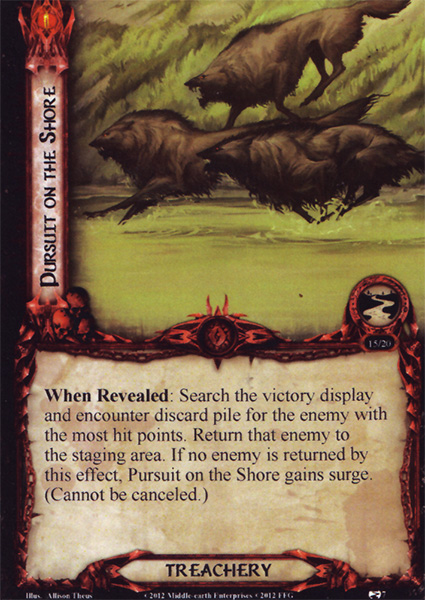 PURSUIT ON THE SHORE
15/20
When Revealed: Search the victory display
and encounter discard pile for the enemy with
the most hit points. Return that enemy to
the staging area. If no enemy is returned by
this effect, Pursuit on the Shore gains surge.
(Cannot be canceled.)
TREACHERY
Illus. Allison Theus
©2012 Middle-earth Enterprises ©2012 FFG
7